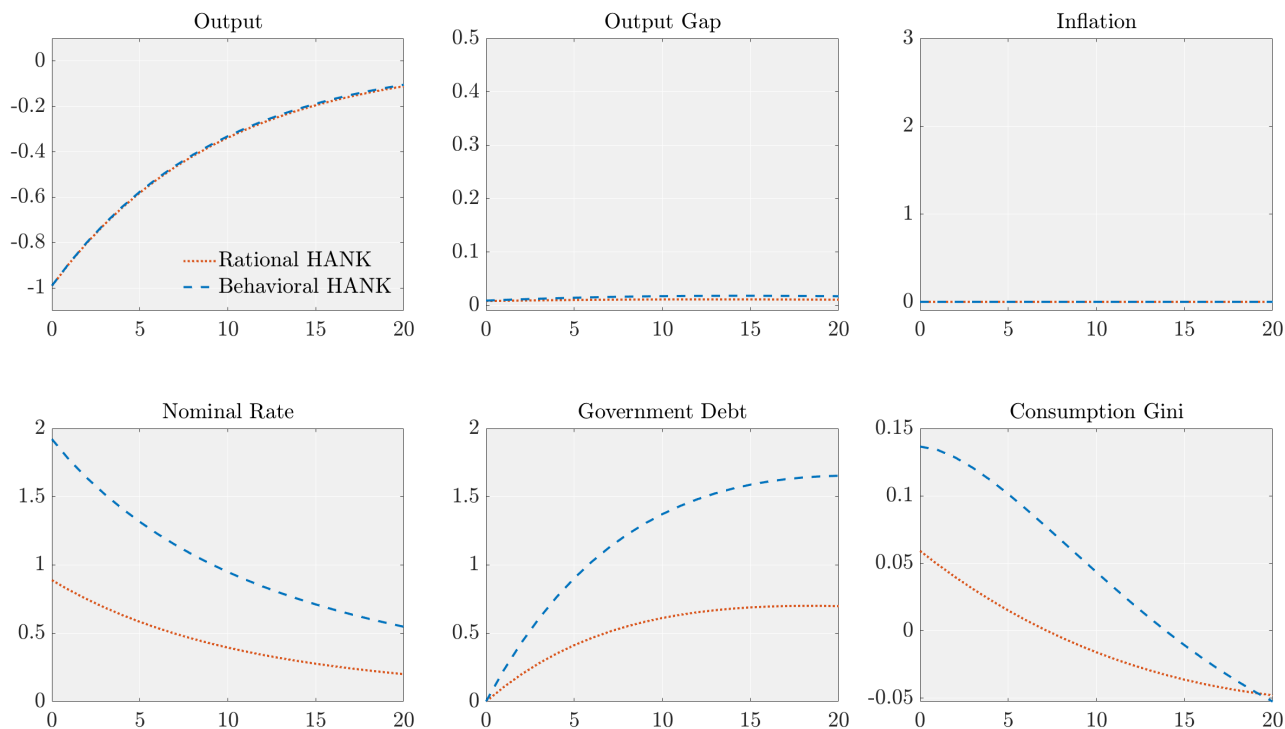 Output
0
-0.2
-0.4
-0.6
-0.8
-1
Rational HANK
Behavioral HANK
0 5 10 15 20
Output Gap
0.5
0.4
0.3
0.2
0.1
0
0 5 10 15 20
Inflation
3
2
1
0
0 5 10 15 20
Nominal Rate
2
1.5
1
0.5
0
0 5 10 15 20
Government Debt
2
1.5
1
0.5
0
0 5 10 15 20
Consumption Gini
0.15
0.1
0.05
0
-0.05
0 5 10 15 20